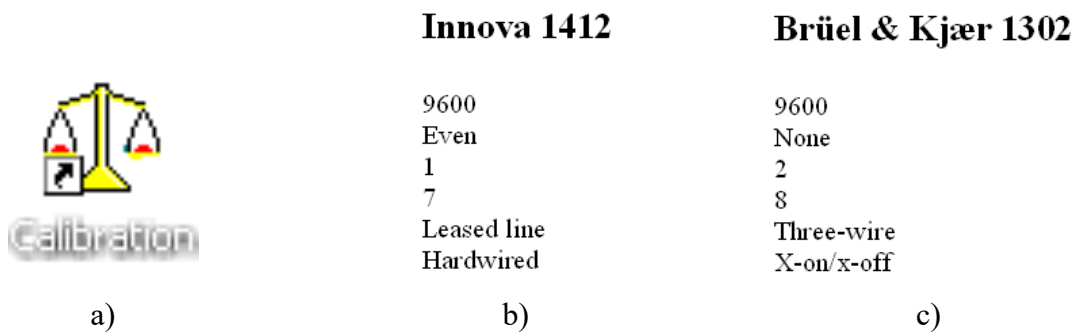 Calibration
a)
Innova 1412
9600
Even
1
7
Leased line
Hardwired
b)
Brüel & Kjær 1302
9600
None
2
8
Three-wire
X-on/x-off
c)